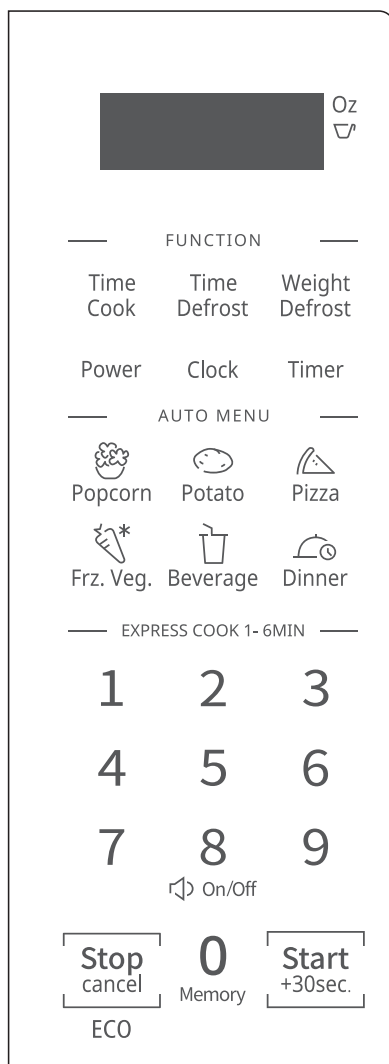 Oz
FUNCTION
Time Time Weight
Cook Defrost Defrost
Power Clock Timer
AUTO MENU
Popcorn Potato Pizza
Frz. Veg. Beverage Dinner
EXPRESS COOK 1- 6MIN
1 2 3
4 5 6
7 8 9
On/Off
Stop 0 Start
cancel Memory +30sec.
ECO